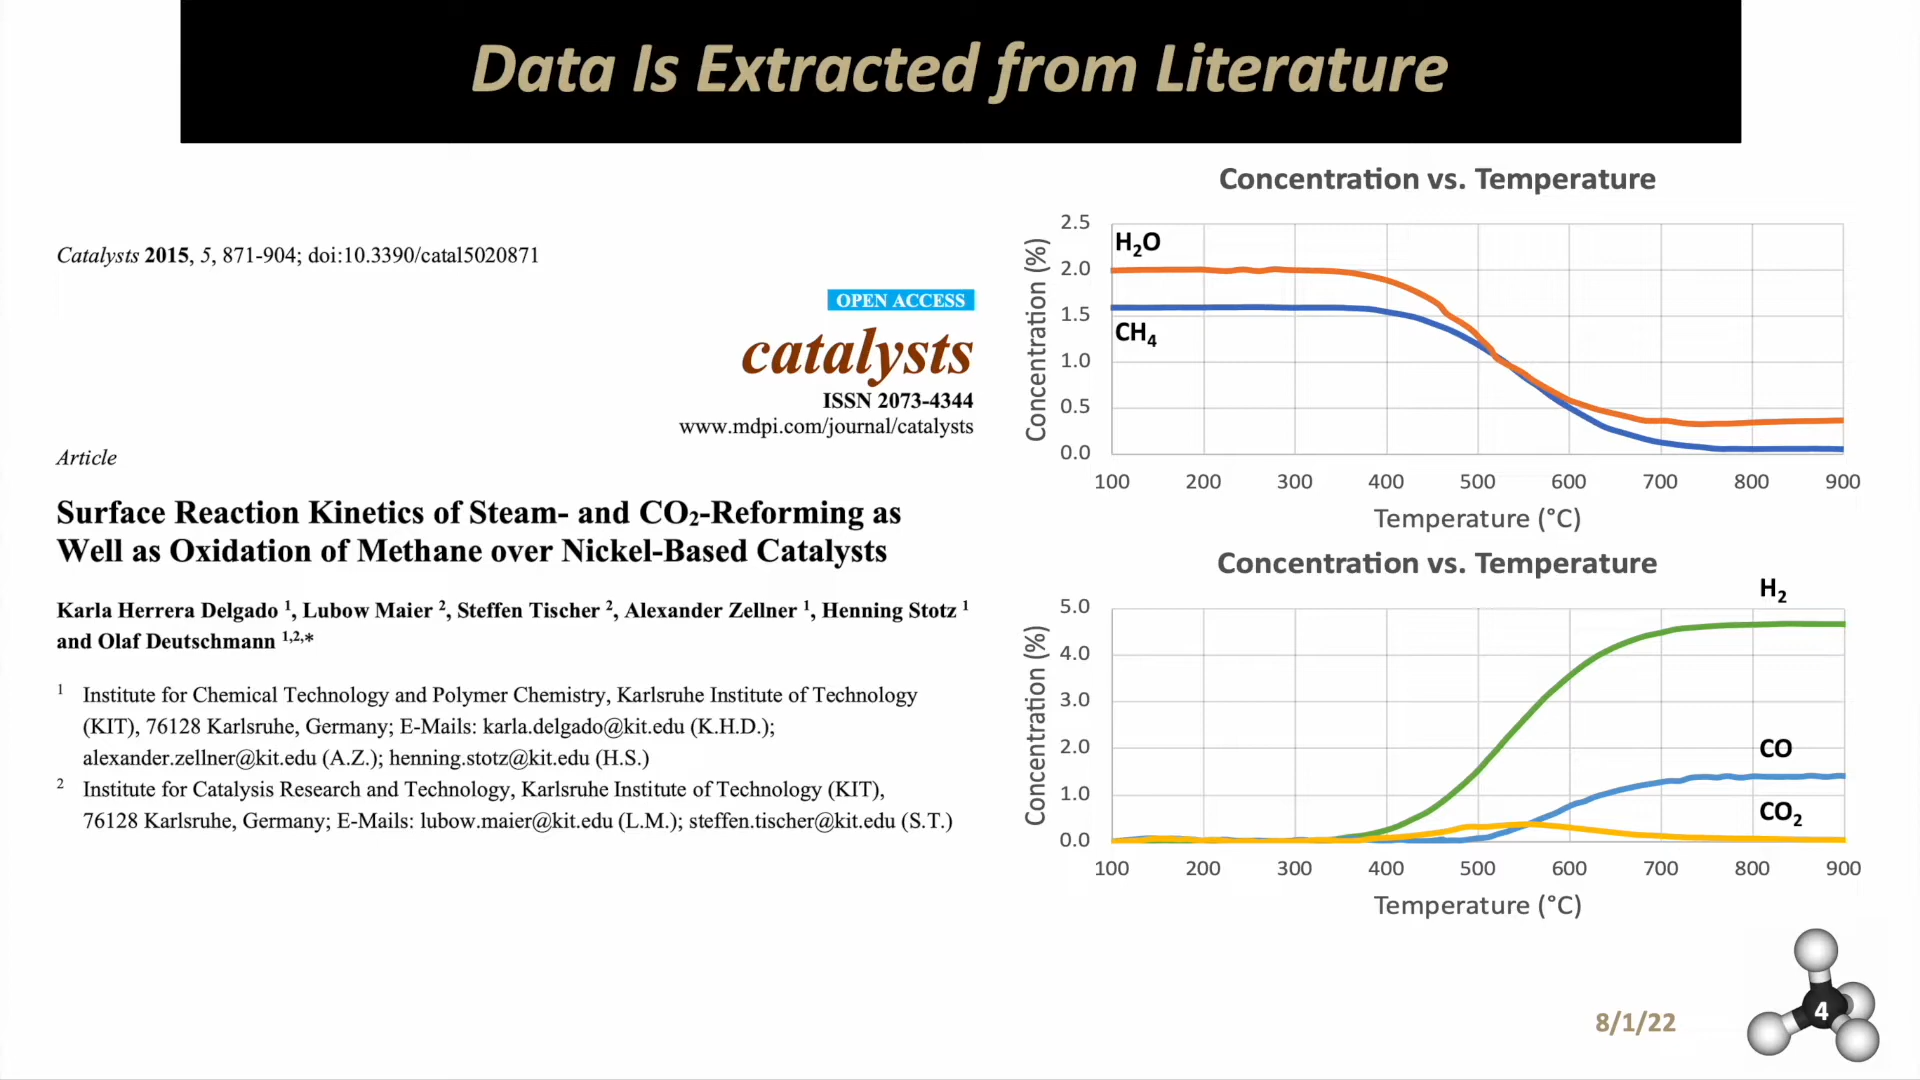 Data Is Extracted from Literature
Catalysts 2015, 5, 871-904; doi:10.3390/catal5020871
OPEN ACCESS
catalysts
ISSN 2073-4344
www.mdpi.com/journal/catalysts
Article
Surface Reaction Kinetics of Steam- and CO₂-Reforming as
Well as Oxidation of Methane over Nickel-Based Catalysts
Karla Herrera Delgado ¹, Lubow Maier ², Steffen Tischer ², Alexander Zellner ¹, Henning Stotz ¹
and Olaf Deutschmann ¹,²,*
¹ Institute for Chemical Technology and Polymer Chemistry, Karlsruhe Institute of Technology
(KIT), 76128 Karlsruhe, Germany; E-Mails: karla.delgado@kit.edu (K.H.D.);
alexander.zellner@kit.edu (A.Z.); henning.stotz@kit.edu (H.S.)
² Institute for Catalysis Research and Technology, Karlsruhe Institute of Technology (KIT),
76128 Karlsruhe, Germany; E-Mails: lubow.maier@kit.edu (L.M.); steffen.tischer@kit.edu (S.T.)
Concentration vs. Temperature
Concentration (%)
2.5
2.0
1.5
1.0
0.5
0.0
H₂O
CH₄
100 200 300 400 500 600 700 800 900
Temperature (°C)
Concentration vs. Temperature
Concentration (%)
5.0
4.0
3.0
2.0
1.0
0.0
H₂
CO
CO₂
100 200 300 400 500 600 700 800 900
Temperature (°C)
8/1/22
4